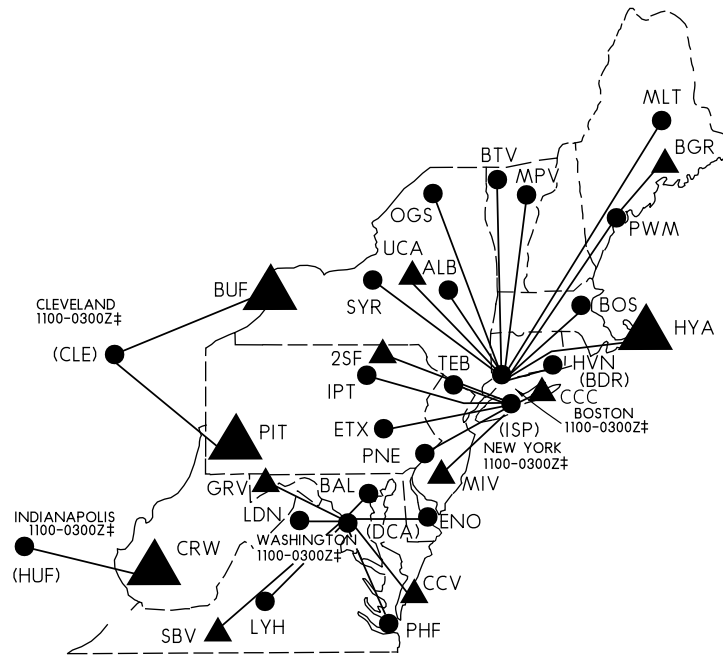 MLT
BGR
BTV
MPV
OGS
PWM
UCA
ALB
BUF
SYR
BOS
CLEVELAND
1100-0300Z‡
HYA
(CLE)
2SF
TEB
HVN
(BDR)
IPT
CCC
BOSTON
1100-0300Z‡
ETX
(ISP)
PIT
PNE
NEW YORK
1100-0300Z‡
GRV
BAL
MIV
LDN
ENO
INDIANAPOLIS
1100-0300Z‡
(DCA)
WASHINGTON
1100-0300Z‡
CRW
(HUF)
CCV
SBV
LYH
PHF